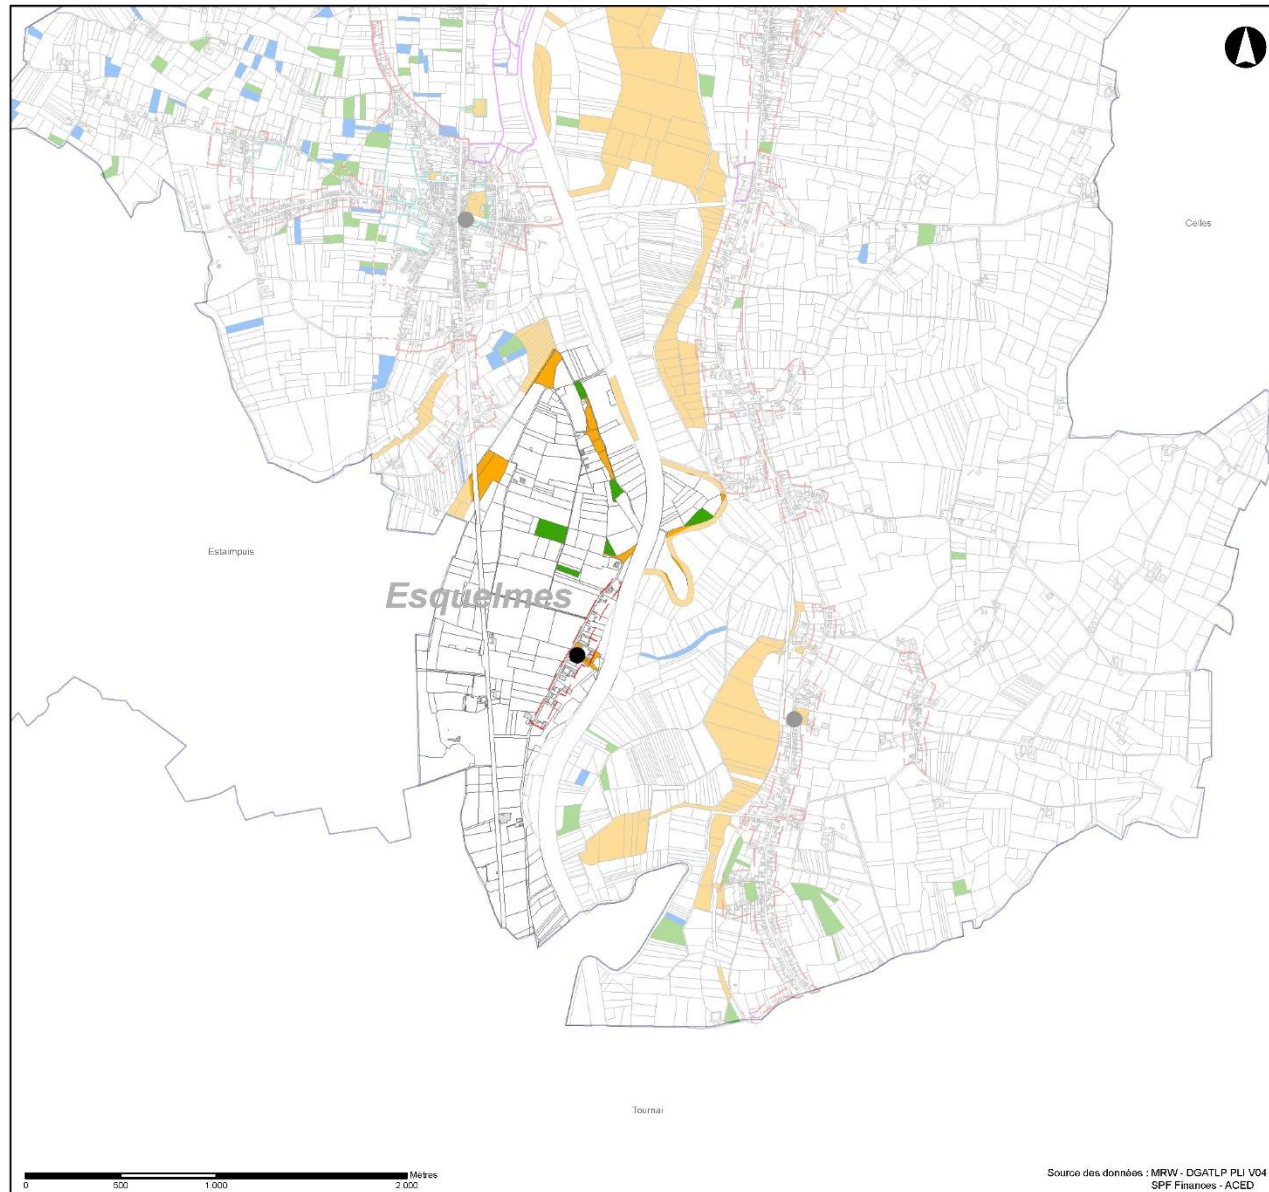 Celles
Estaimpuis
Esquelmes
Tournai
Mètres
0 500 1.000 2.000
Source des données : MRW - DGATLP PLI V04
SPF Finances - ACED